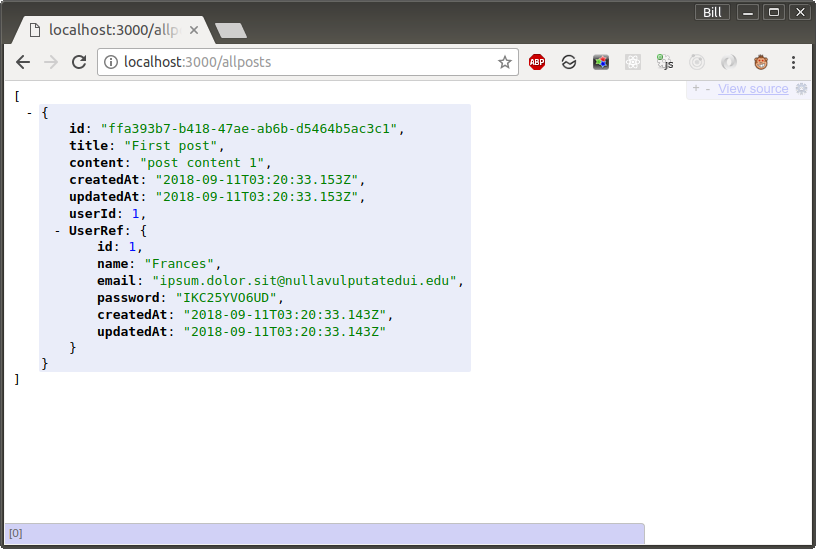 Bill
localhost:3000/allp
localhost:3000/allposts
ABP
js
+ - View source
[
- {
id: "ffa393b7-b418-47ae-ab6b-d5464b5ac3c1",
title: "First post",
content: "post content 1",
createdAt: "2018-09-11T03:20:33.153Z",
updatedAt: "2018-09-11T03:20:33.153Z",
userId: 1,
- UserRef: {
id: 1,
name: "Frances",
email: "ipsum.dolor.sit@nullavulputatedui.edu",
password: "IKC25YVO6UD",
createdAt: "2018-09-11T03:20:33.143Z",
updatedAt: "2018-09-11T03:20:33.143Z"
}
}
]
[0]